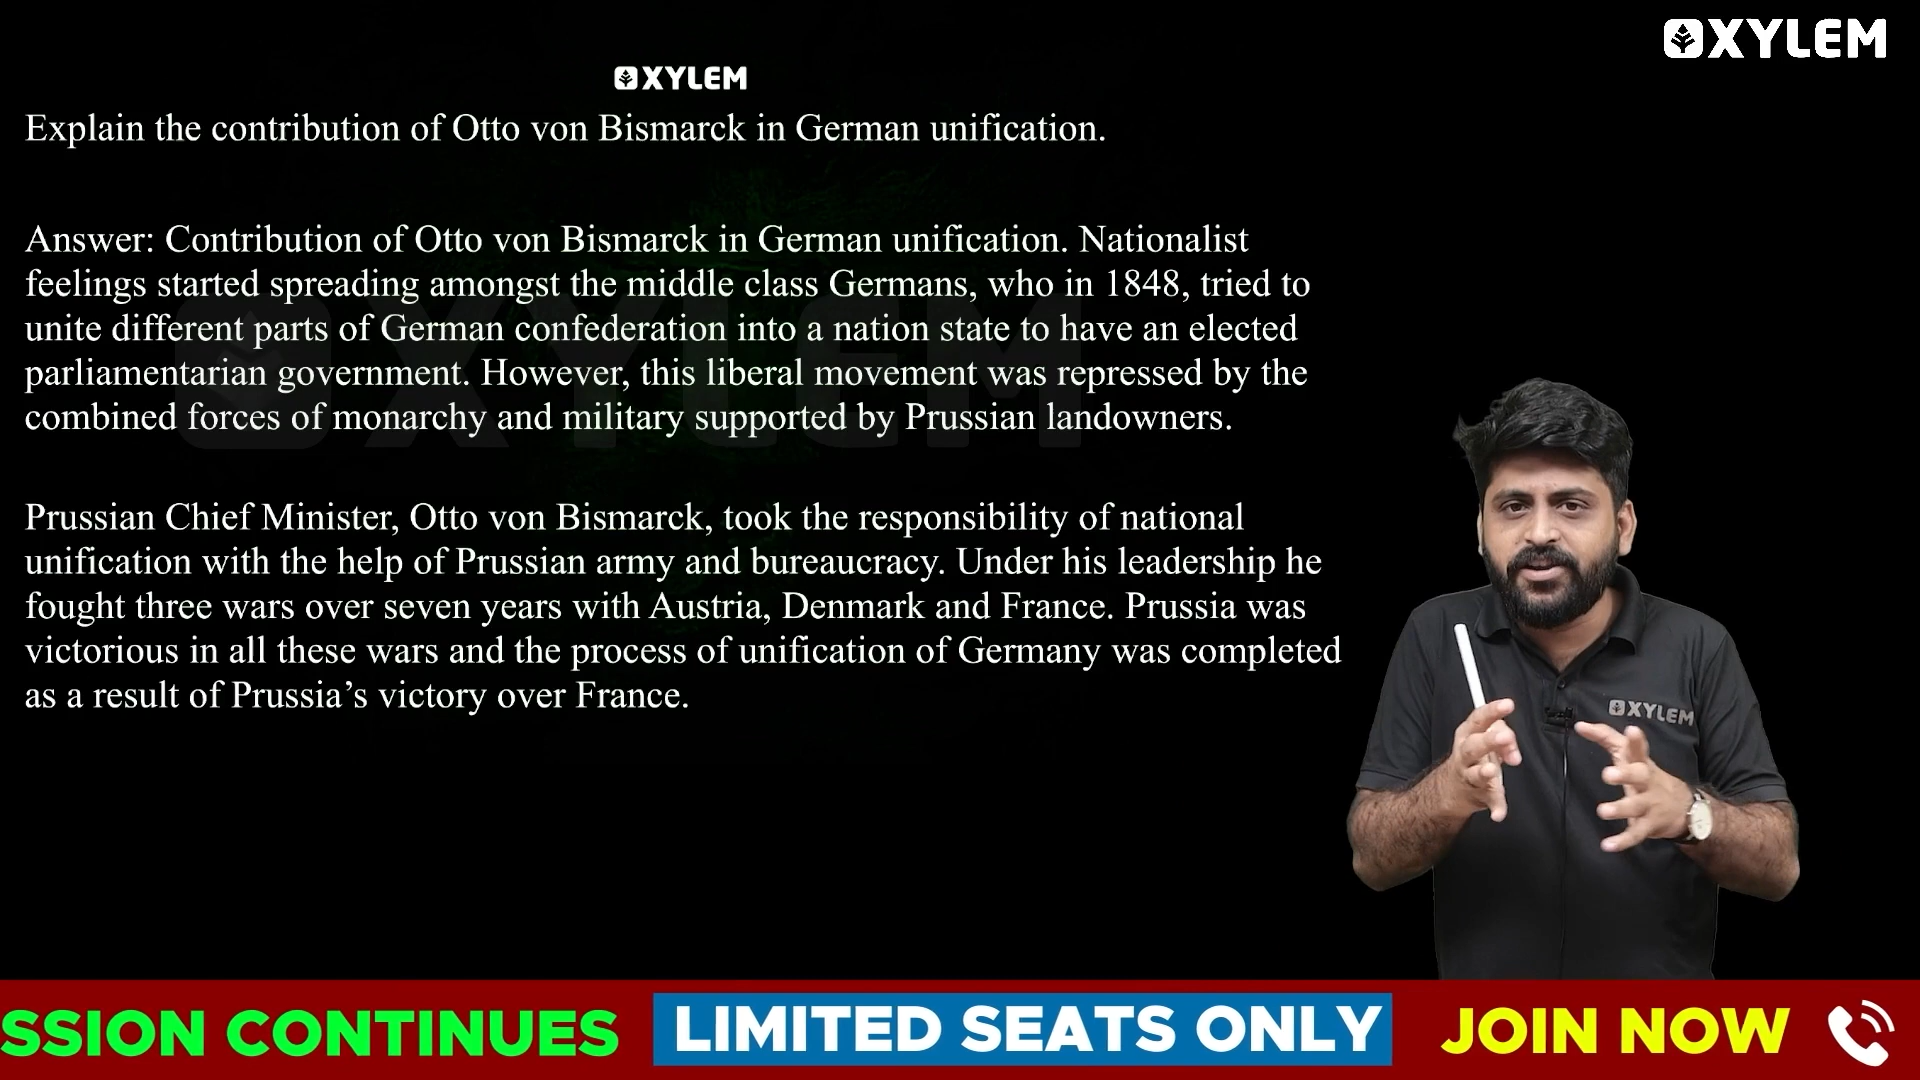 XYLEM
XYLEM
Explain the contribution of Otto von Bismarck in German unification.
Answer: Contribution of Otto von Bismarck in German unification. Nationalist
feelings started spreading amongst the middle class Germans, who in 1848, tried to
unite different parts of German confederation into a nation state to have an elected
parliamentarian government. However, this liberal movement was repressed by the
combined forces of monarchy and military supported by Prussian landowners.
Prussian Chief Minister, Otto von Bismarck, took the responsibility of national
unification with the help of Prussian army and bureaucracy. Under his leadership he
fought three wars over seven years with Austria, Denmark and France. Prussia was
victorious in all these wars and the process of unification of Germany was completed
as a result of Prussia’s victory over France.
XYLEM
XYLEM
SSION CONTINUES LIMITED SEATS ONLY JOIN NOW